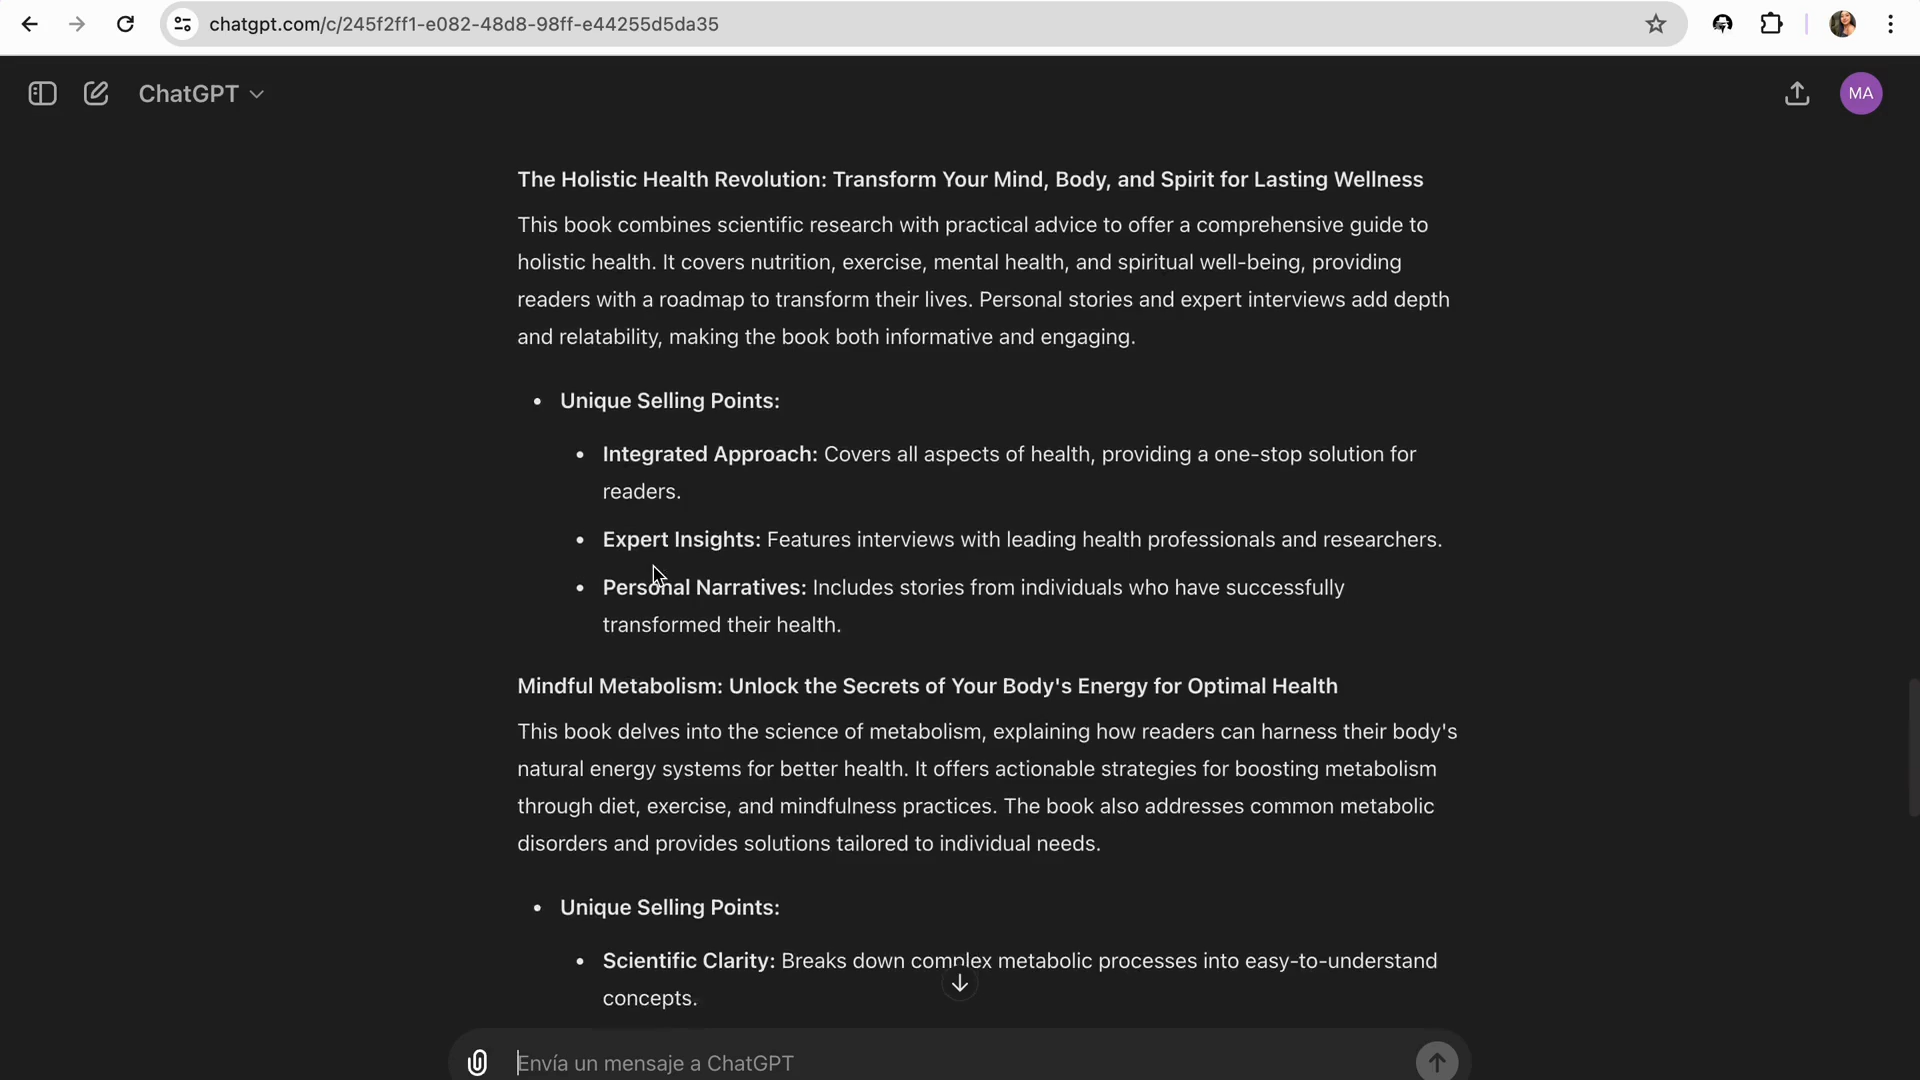 chatgpt.com/c/245f2ff1-e082-48d8-98ff-e44255d5da35
ChatGPT
MA
The Holistic Health Revolution: Transform Your Mind, Body, and Spirit for Lasting Wellness
This book combines scientific research with practical advice to offer a comprehensive guide to
holistic health. It covers nutrition, exercise, mental health, and spiritual well-being, providing
readers with a roadmap to transform their lives. Personal stories and expert interviews add depth
and relatability, making the book both informative and engaging.
• Unique Selling Points:
• Integrated Approach: Covers all aspects of health, providing a one-stop solution for
readers.
• Expert Insights: Features interviews with leading health professionals and researchers.
• Personal Narratives: Includes stories from individuals who have successfully
transformed their health.
Mindful Metabolism: Unlock the Secrets of Your Body's Energy for Optimal Health
This book delves into the science of metabolism, explaining how readers can harness their body's
natural energy systems for better health. It offers actionable strategies for boosting metabolism
through diet, exercise, and mindfulness practices. The book also addresses common metabolic
disorders and provides solutions tailored to individual needs.
• Unique Selling Points:
• Scientific Clarity: Breaks down complex metabolic processes into easy-to-understand
concepts.
Envía un mensaje a ChatGPT